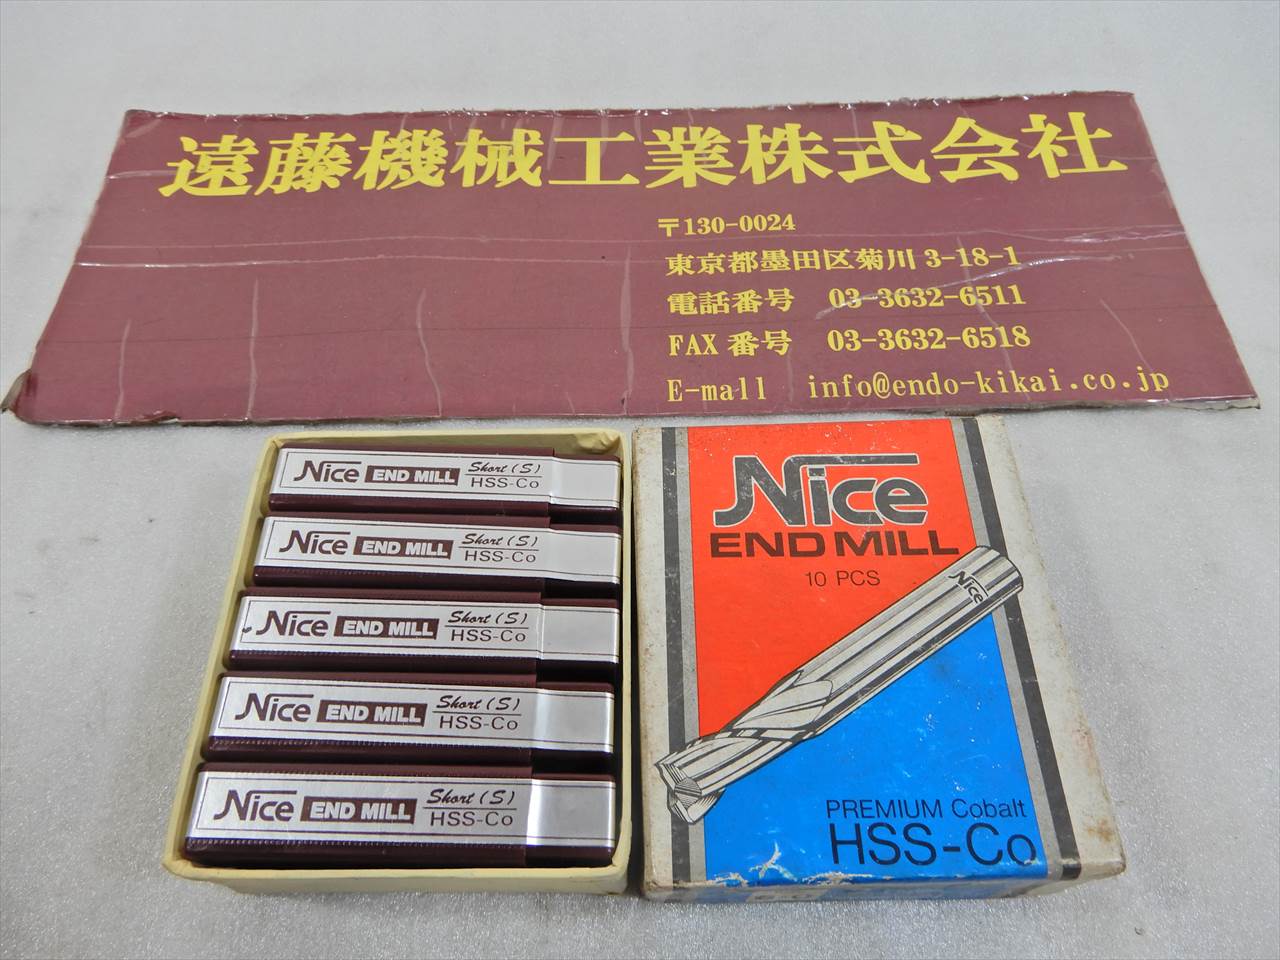 遠藤機械工業株式会社
〒130-0024
東京都墨田区菊川 3-18-1
電話番号 03-3632-6511
FAX 番号 03-3632-6518
E-mall info@endo-kikai.co.jp
Nice END MILL Short (S) HSS-Co
Nice END MILL Short (S) HSS-Co
Nice END MILL Short (S) HSS-Co
Nice END MILL Short (S) HSS-Co
Nice END MILL Short (S) HSS-Co
Nice
END MILL
10 PCS
Nice
PREMIUM Cobalt
HSS-Co